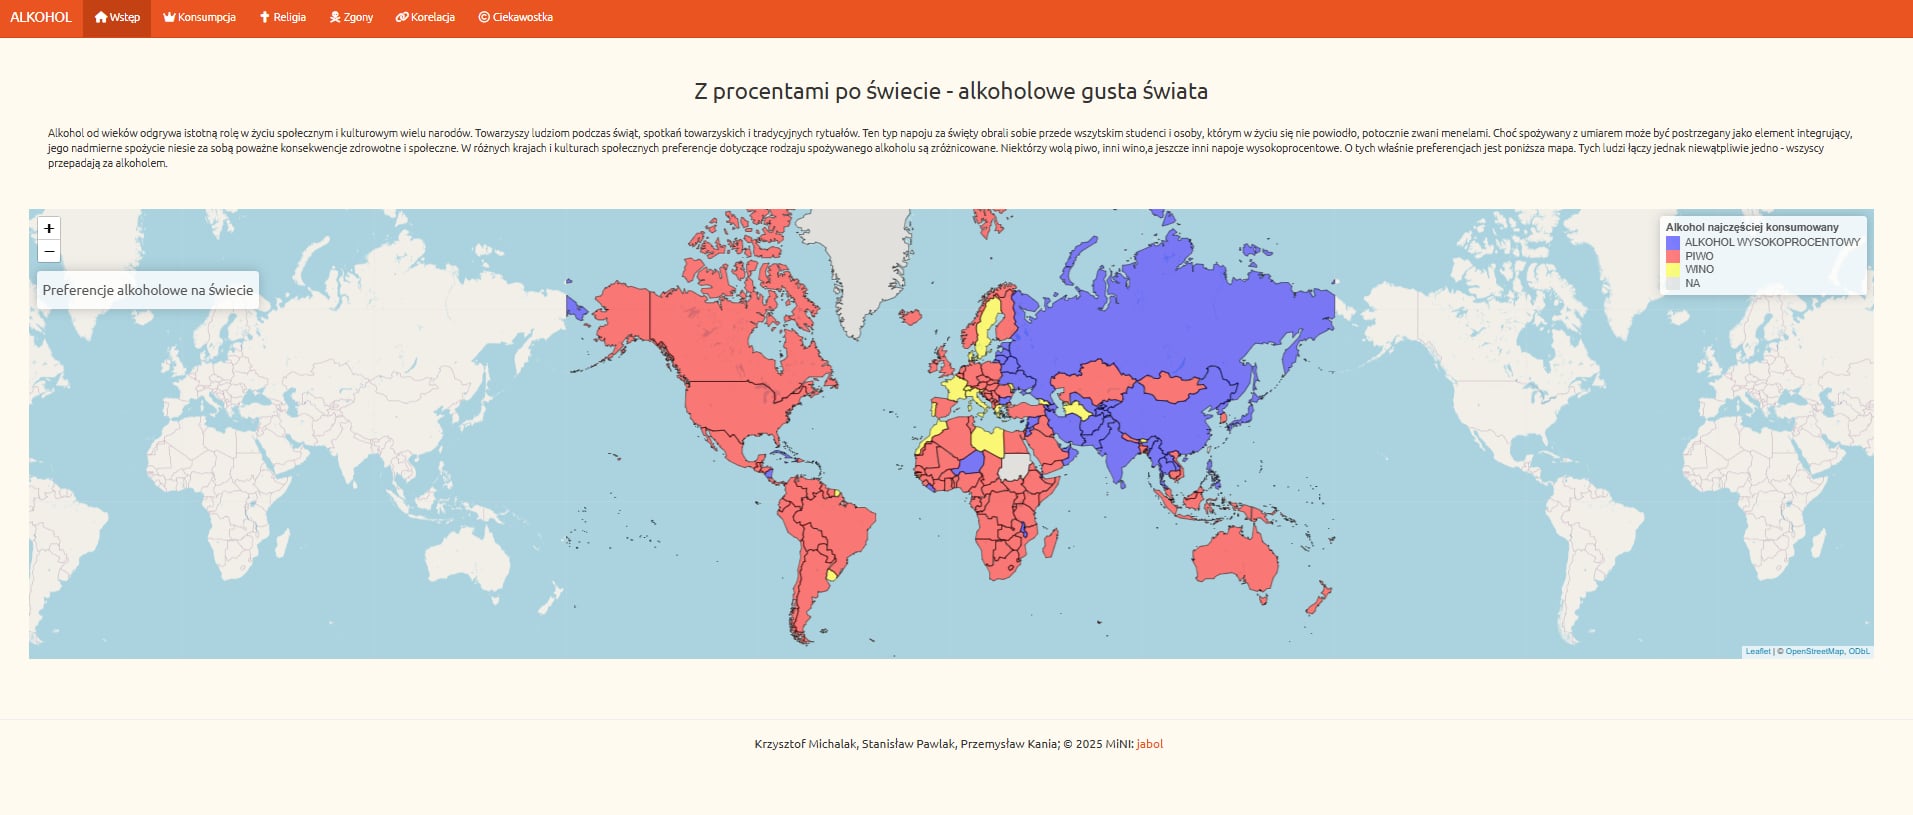 ALKOHOL Wstęp Konsumpcja Religia Zgony Korelacja Ciekawostka
Z procentami po świecie - alkoholowe gusta świata
Alkohol od wieków odgrywa istotną rolę w życiu społecznym i kulturowym wielu narodów. Towarzyszy ludziom podczas świąt, spotkań towarzyskich i tradycyjnych rytuałów. Ten typ napoju za święty obrali sobie przede wszytskim studenci i osoby, którym w życiu się nie powiodło, potocznie zwani menelami. Choć spożywany z umiarem może być postrzegany jako element integrujący,
jego nadmierne spożycie niesie za sobą poważne konsekwencje zdrowotne i społeczne. W różnych krajach i kulturach społecznych preferencje dotyczące rodzaju spożywanego alkoholu są zróżnicowane. Niektórzy wolą piwo, inni wino,a jeszcze inni napoje wysokoprocentowe. O tych właśnie preferencjach jest poniższa mapa. Tych ludzi łączy jednak niewątpliwie jedno - wszyscy
przepadają za alkoholem.
+
−
Preferencje alkoholowe na świecie
Alkohol najczęściej konsumowany
ALKOHOL WYSOKOPROCENTOWY
PIWO
WINO
NA
Leaflet | © OpenStreetMap, ODbL
Krzysztof Michalak, Stanisław Pawlak, Przemysław Kania; © 2025 MiNI: jabol